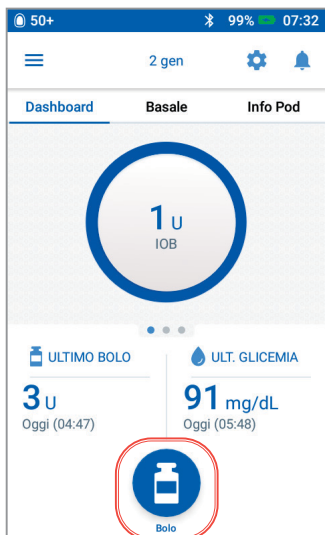 50+ 99% 07:32
2 gen
Dashboard Basale Info Pod
1 U
IOB
ULTIMO BOLO ULT. GLICEMIA
3 U 91 mg/dL
Oggi (04:47) Oggi (05:48)
Bolo